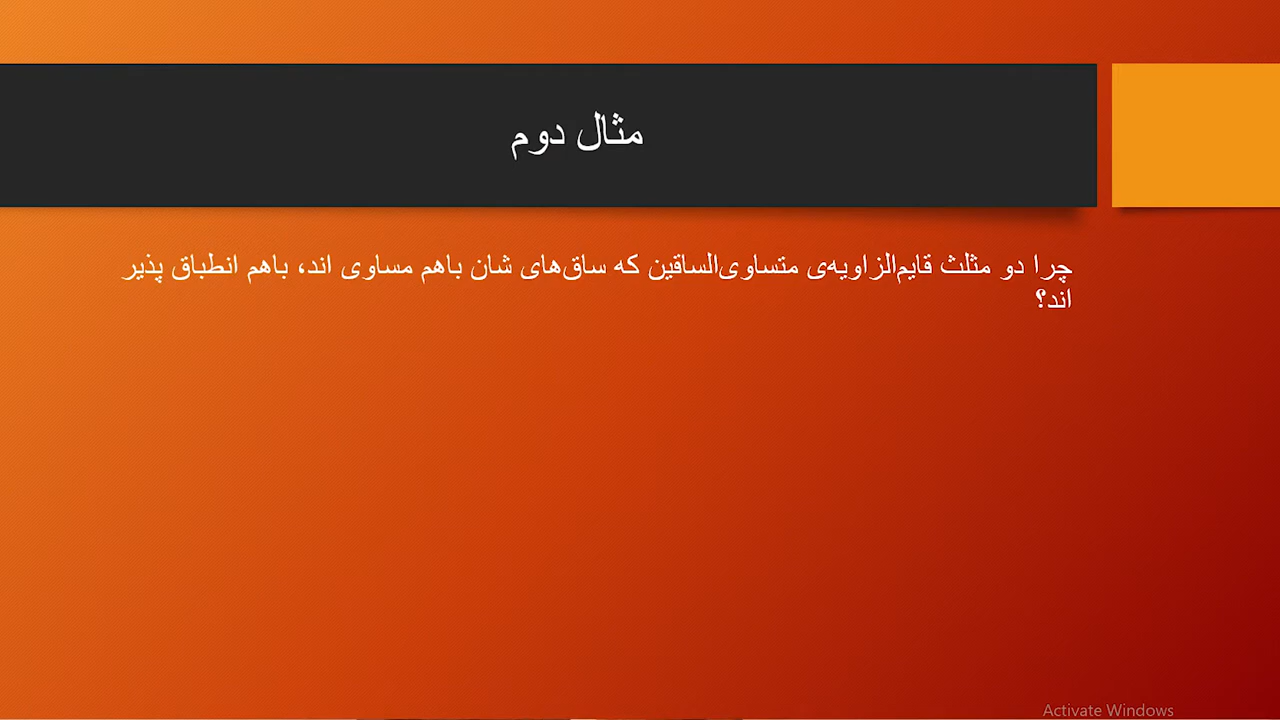 مثال دوم
چرا دو مثلث قایم‌الزاویه‌ی متساوی‌الساقین که ساق‌های شان باهم مساوی اند، باهم انطباق پذیر
اند؟
Activate Windows